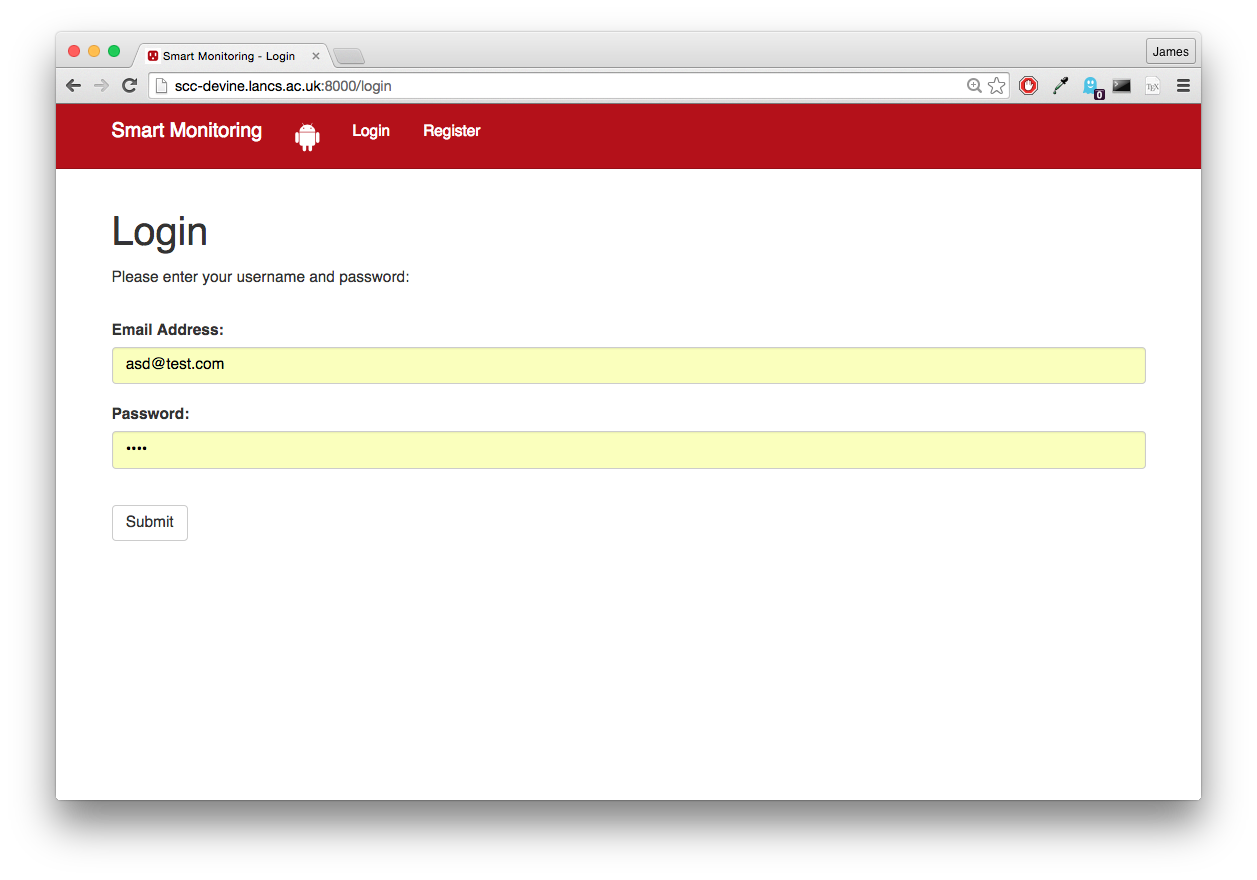 Smart Monitoring - Login
James
scc-devine.lancs.ac.uk:8000/login
0
TEX
Smart Monitoring
Login
Register
Login
Please enter your username and password:
Email Address:
asd@test.com
Password:
••••
Submit